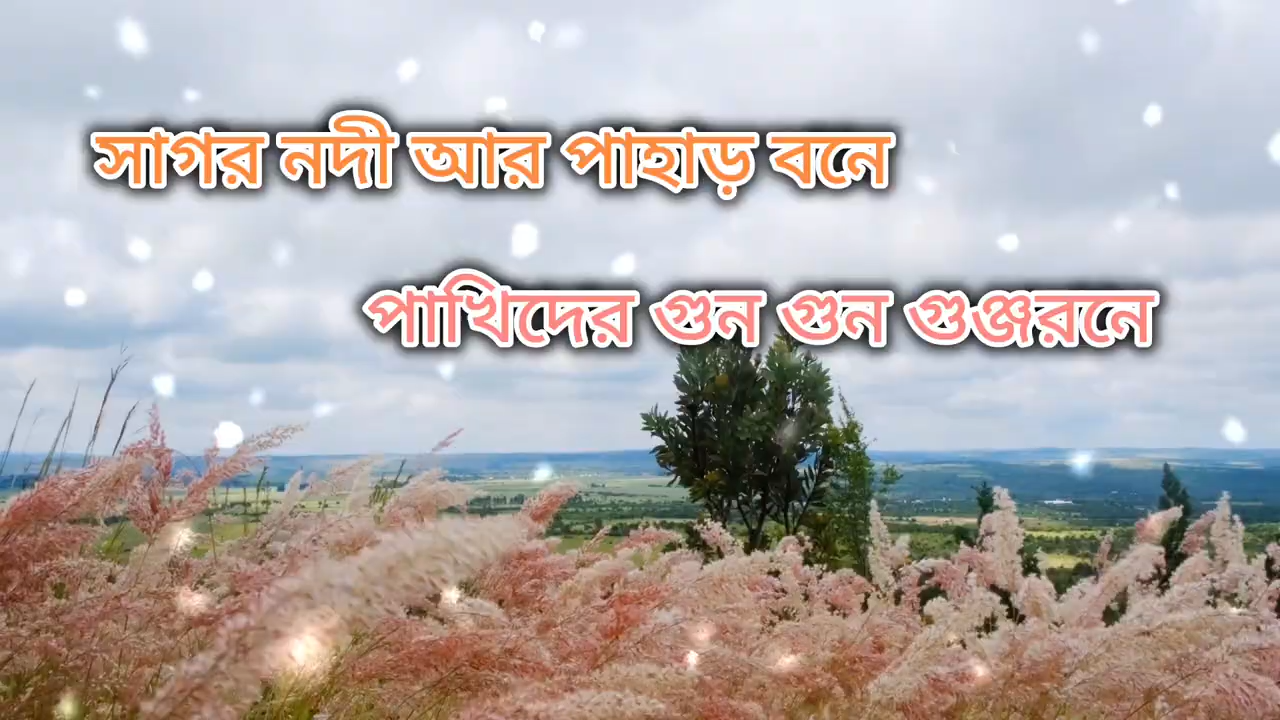 সাগর নদী আর পাহাড় বনে
পাখিদের গুন গুন গুঞ্জরনে